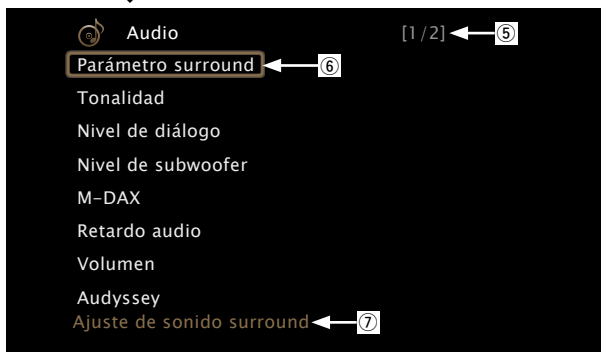 Audio [1/2] ⑤
Parámetro surround ⑥
Tonalidad
Nivel de diálogo
Nivel de subwoofer
M-DAX
Retardo audio
Volumen
Audyssey
Ajuste de sonido surround ⑦